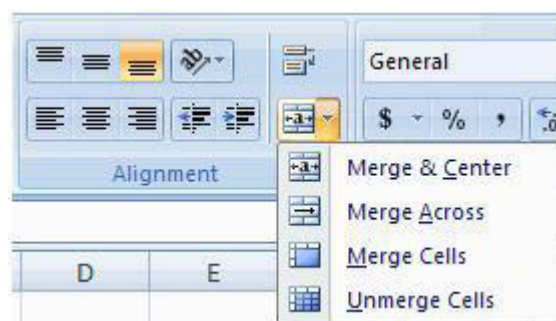 General
$ % ,
Alignment
Merge & Center
Merge Across
Merge Cells
Unmerge Cells
D E